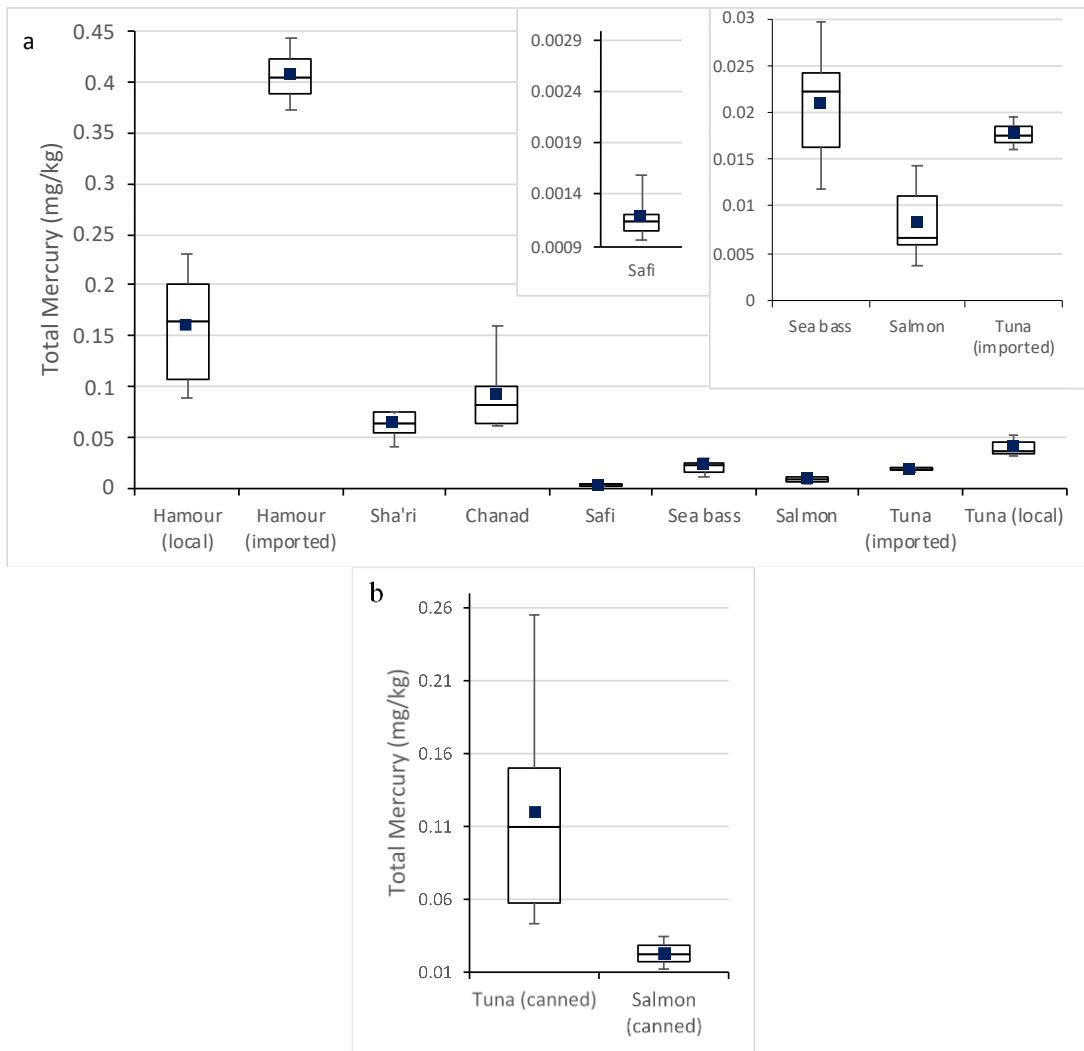 a
Total Mercury (mg/kg)
0.45
0.4
0.35
0.3
0.25
0.2
0.15
0.1
0.05
0
Hamour
(local)
Hamour
(imported)
Sha'ri
Chanad
Safi
Sea bass
Salmon
Tuna
(imported)
Tuna (local)
0.0029
0.0024
0.0019
0.0014
0.0009
Safi
0.03
0.025
0.02
0.015
0.01
0.005
0
Sea bass
Salmon
Tuna
(imported)
b
Total Mercury (mg/kg)
0.26
0.21
0.16
0.11
0.06
0.01
Tuna (canned)
Salmon
(canned)